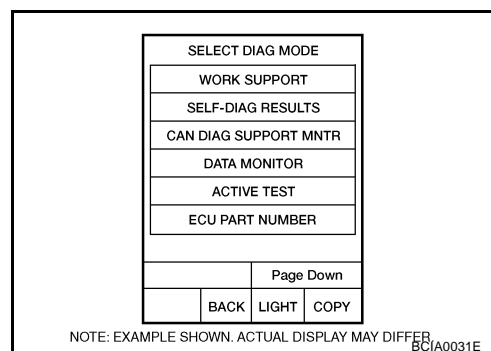 SELECT DIAG MODE
WORK SUPPORT
SELF-DIAG RESULTS
CAN DIAG SUPPORT MNTR
DATA MONITOR
ACTIVE TEST
ECU PART NUMBER
Page Down
BACK LIGHT COPY
NOTE: EXAMPLE SHOWN. ACTUAL DISPLAY MAY DIFFER.
BCIA0031E